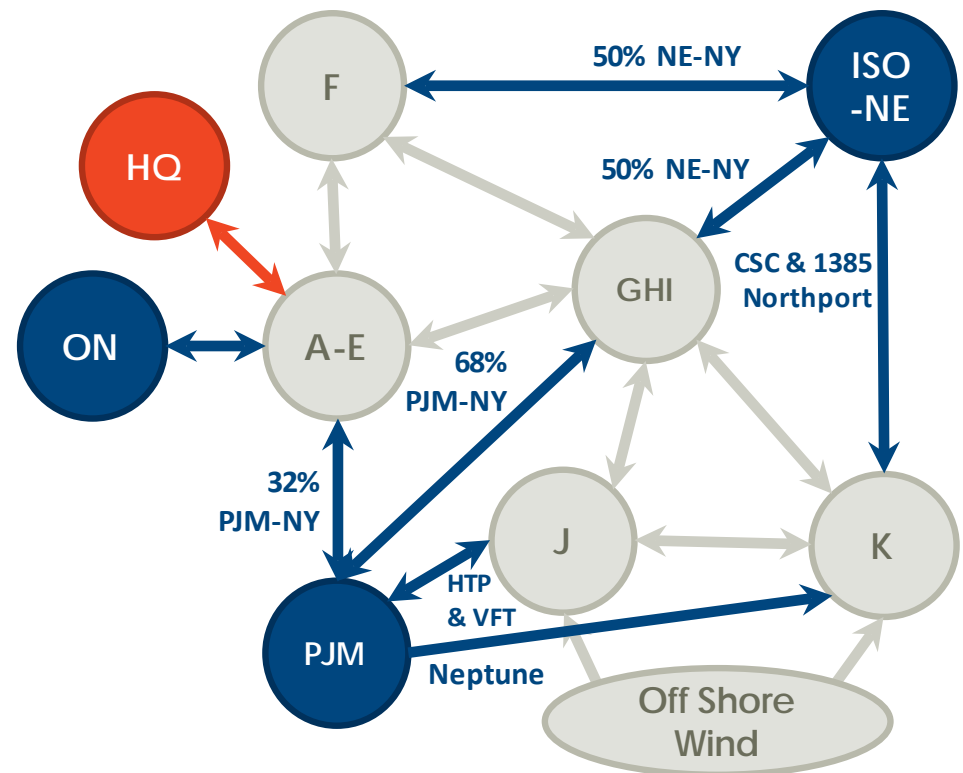 F
50% NE-NY
ISO
-NE
HQ
50% NE-NY
CSC & 1385
Northport
GHI
ON
A-E
68%
PJM-NY
32%
PJM-NY
J
K
HTP
& VFT
PJM
Neptune
Off Shore
Wind